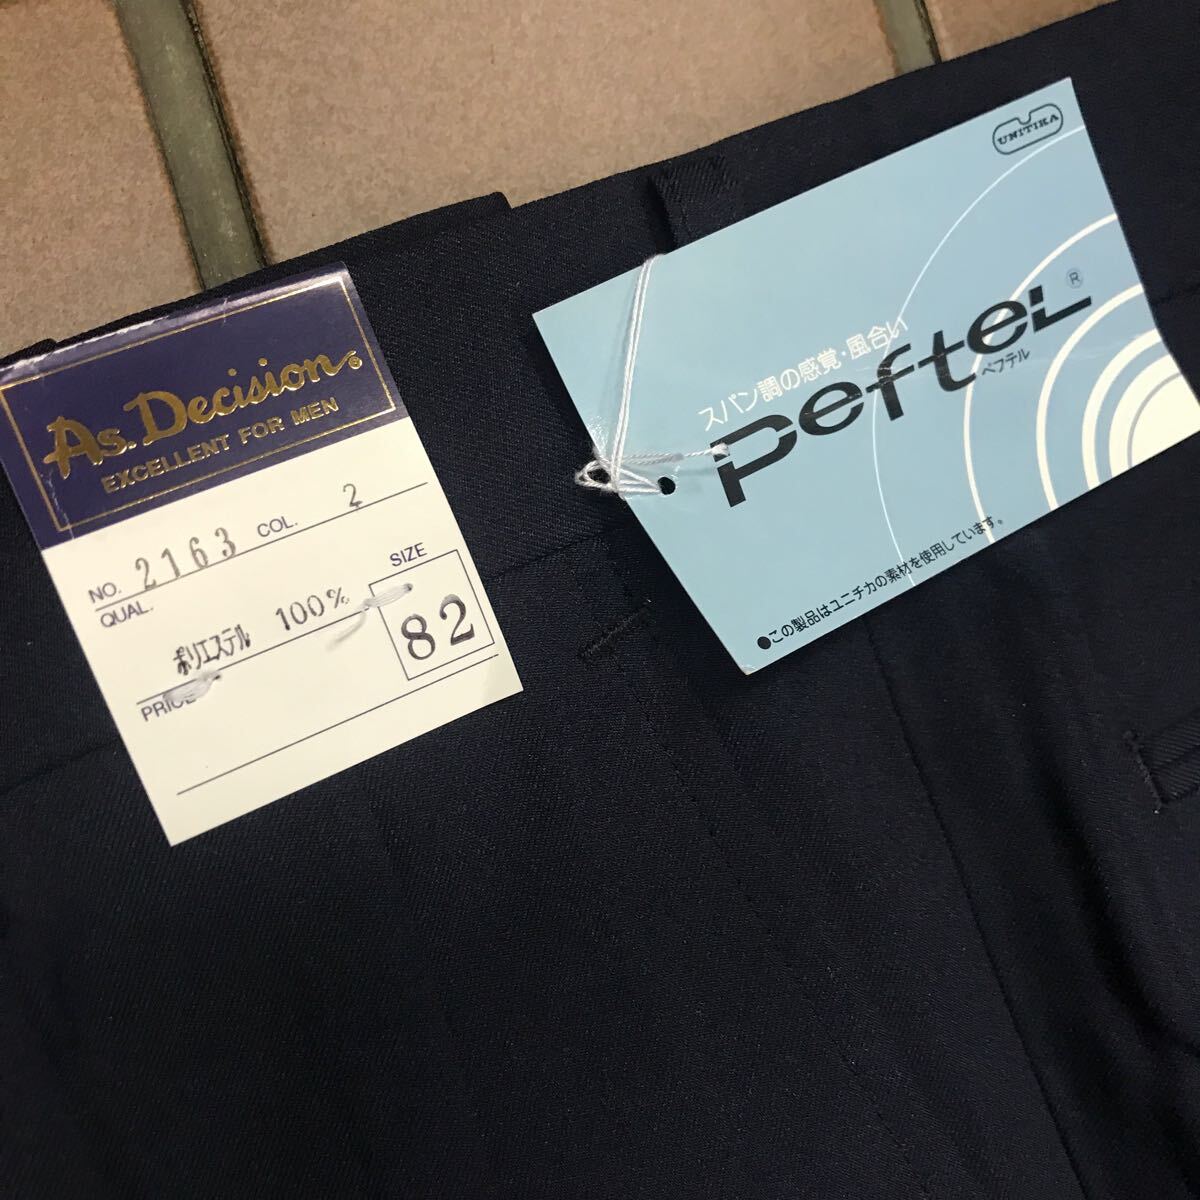 As. Decision®
EXCELLENT FOR MEN
NO. 2163 COL. 2
QUAL.
SIZE
ポリエステル 100%
82
PRICE
UNITIKA
スパン調の感覚・風合い
peftel®
ペフテル
●この製品はユニチカの素材を使用しています。